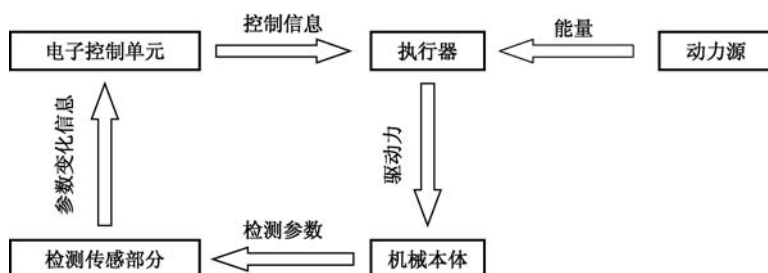 控制信息
能量
电子控制单元
执行器
动力源
参数变化信息
驱动力
检测参数
检测传感部分
机械本体